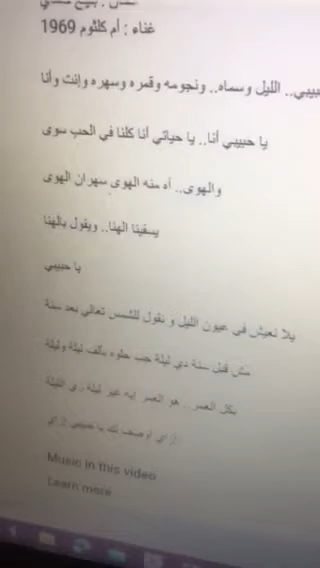 غناء : أم كلثوم 1969
الليل وسماه.. ونجومه وقمره وسهره وإنت وأنا
يا حبيبي أنا.. يا حياتي أنا كلنا في الحب سوى
والهوى.. آه منه الهوى سهران الهوى
يسقينا الهنا.. ويقول بالهنا
يا حبيبي
يلا نعيش في عيون الليل و نقول للشمس تعالي بعد سنة
مش قبل سنة دي ليلة حب حلوه بألف ليلة وليلة
بكل العمر.. هو العمر إيه غير ليلة زي الليلة
يا حبيبي
Music in this video
Learn more